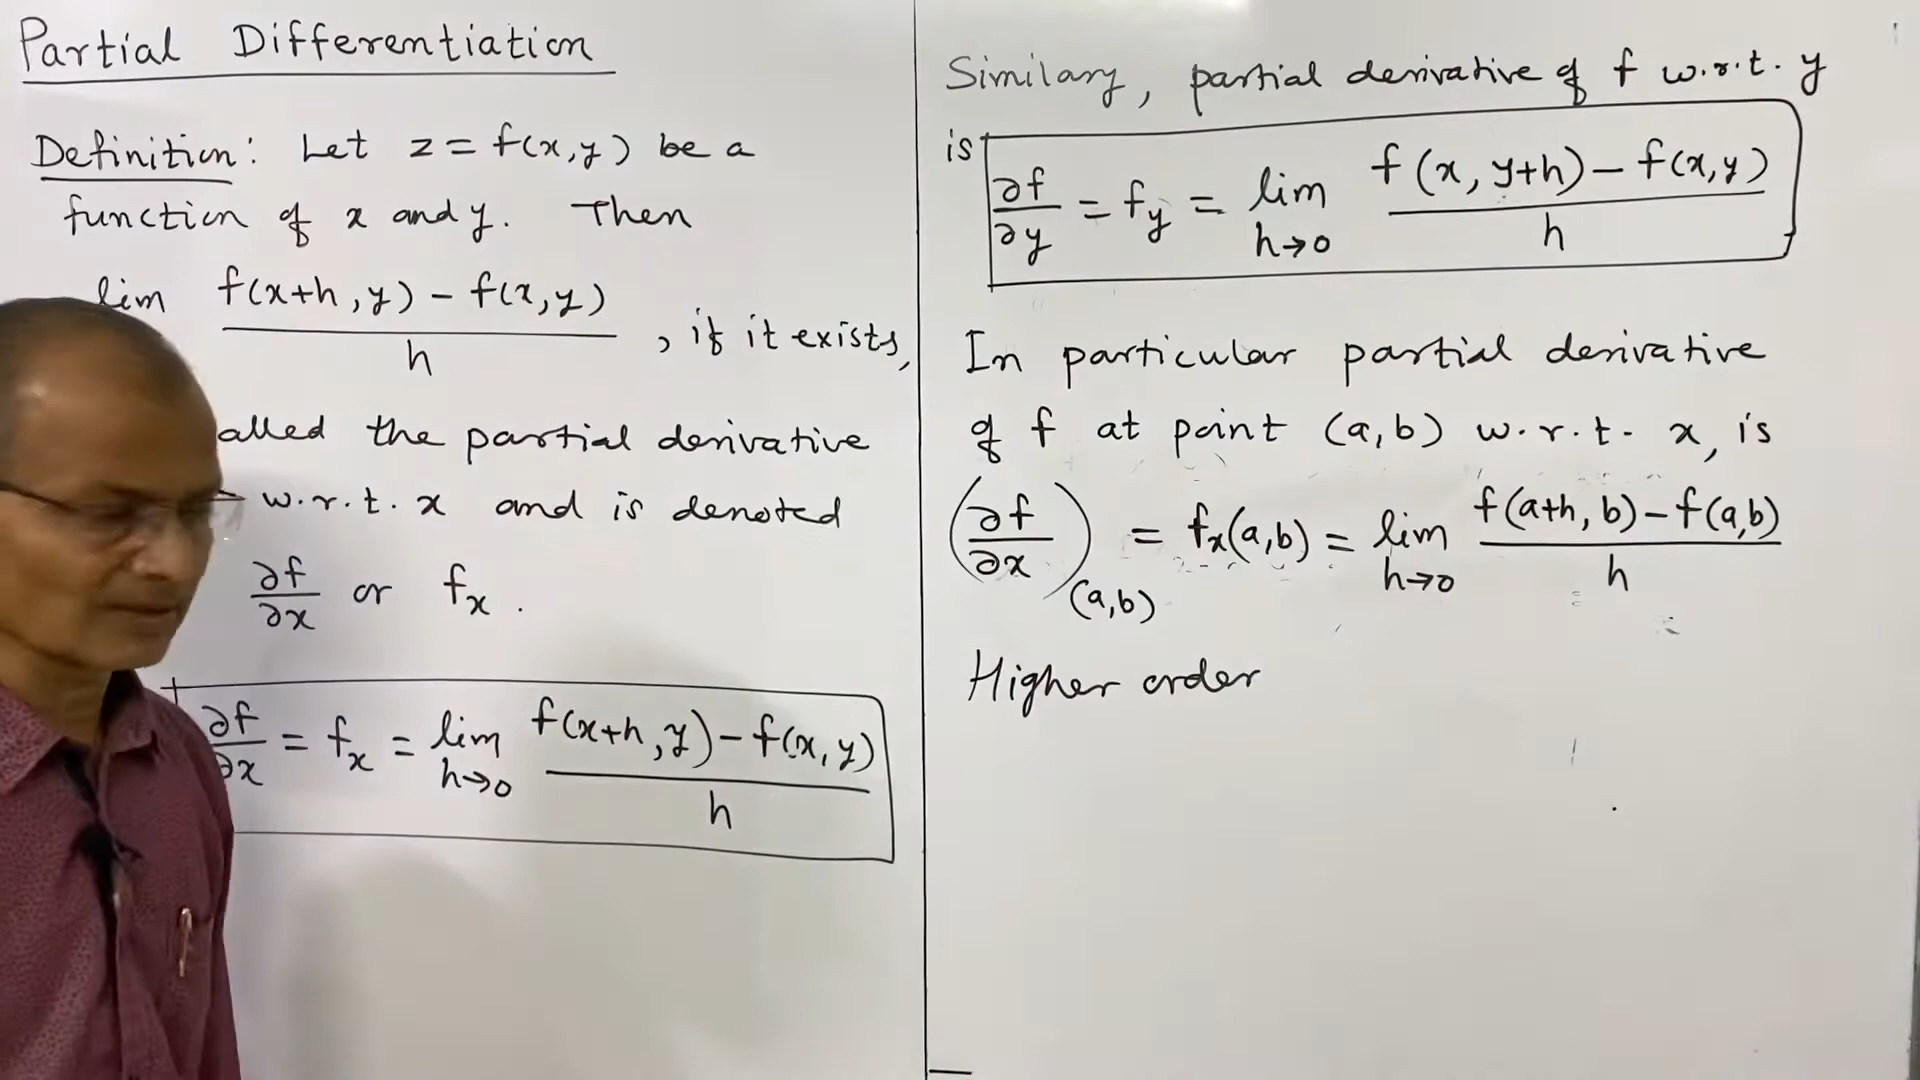 Partial Differentiation
Definition: Let z = f(x,y) be a
function of x and y. Then
lim f(x+h,y) - f(x,y) / h , if it exists,
alled the partial derivative
w.r.t. x and is denoted
∂f/∂x or fx .
∂f/∂x = fx = lim h→0 f(x+h,y) - f(x,y) / h
Similary, partial derivative of f w.r.t. y
is
∂f/∂y = fy = lim h→0 f(x, y+h) - f(x,y) / h
In particular partial derivative
of f at point (a,b) w.r.t. x, is
(∂f/∂x)(a,b) = fx(a,b) = lim h→0 f(a+h, b) - f(a,b) / h
Higher order